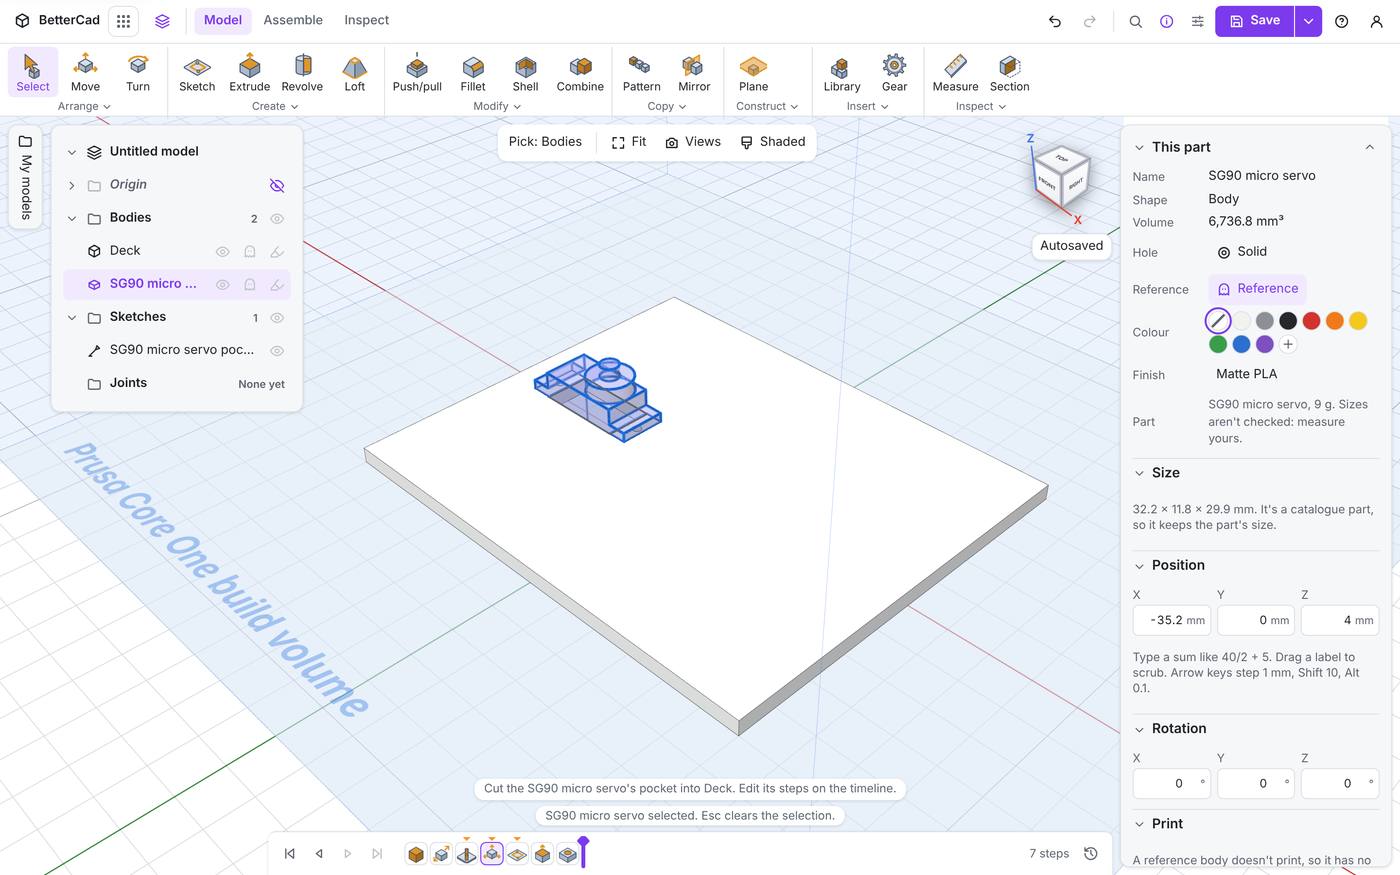 BetterCad
Model
Assemble
Inspect
Save
Select
Move
Turn
Sketch
Extrude
Revolve
Loft
Push/pull
Fillet
Shell
Combine
Pattern
Mirror
Plane
Library
Gear
Measure
Section
Arrange
Create
Modify
Copy
Construct
Insert
Inspect
My models
Untitled model
Origin
Bodies 2
Deck
SG90 micro ...
Sketches 1
SG90 micro servo poc...
Joints None yet
Pick: Bodies
Fit
Views
Shaded
Z
TOP
FRONT
RIGHT
X
Autosaved
Prusa Core One build volume
Cut the SG90 micro servo's pocket into Deck. Edit its steps on the timeline.
SG90 micro servo selected. Esc clears the selection.
7 steps
This part
Name SG90 micro servo
Shape Body
Volume 6,736.8 mm³
Hole Solid
Reference Reference
Colour
Finish Matte PLA
Part SG90 micro servo, 9 g. Sizes
aren't checked: measure
yours.
Size
32.2 × 11.8 × 29.9 mm. It's a catalogue part,
so it keeps the part's size.
Position
X Y Z
-35.2 mm 0 mm 4 mm
Type a sum like 40/2 + 5. Drag a label to
scrub. Arrow keys step 1 mm, Shift 10, Alt
0.1.
Rotation
X Y Z
0 ° 0 ° 0 °
Print
A reference body doesn't print, so it has no